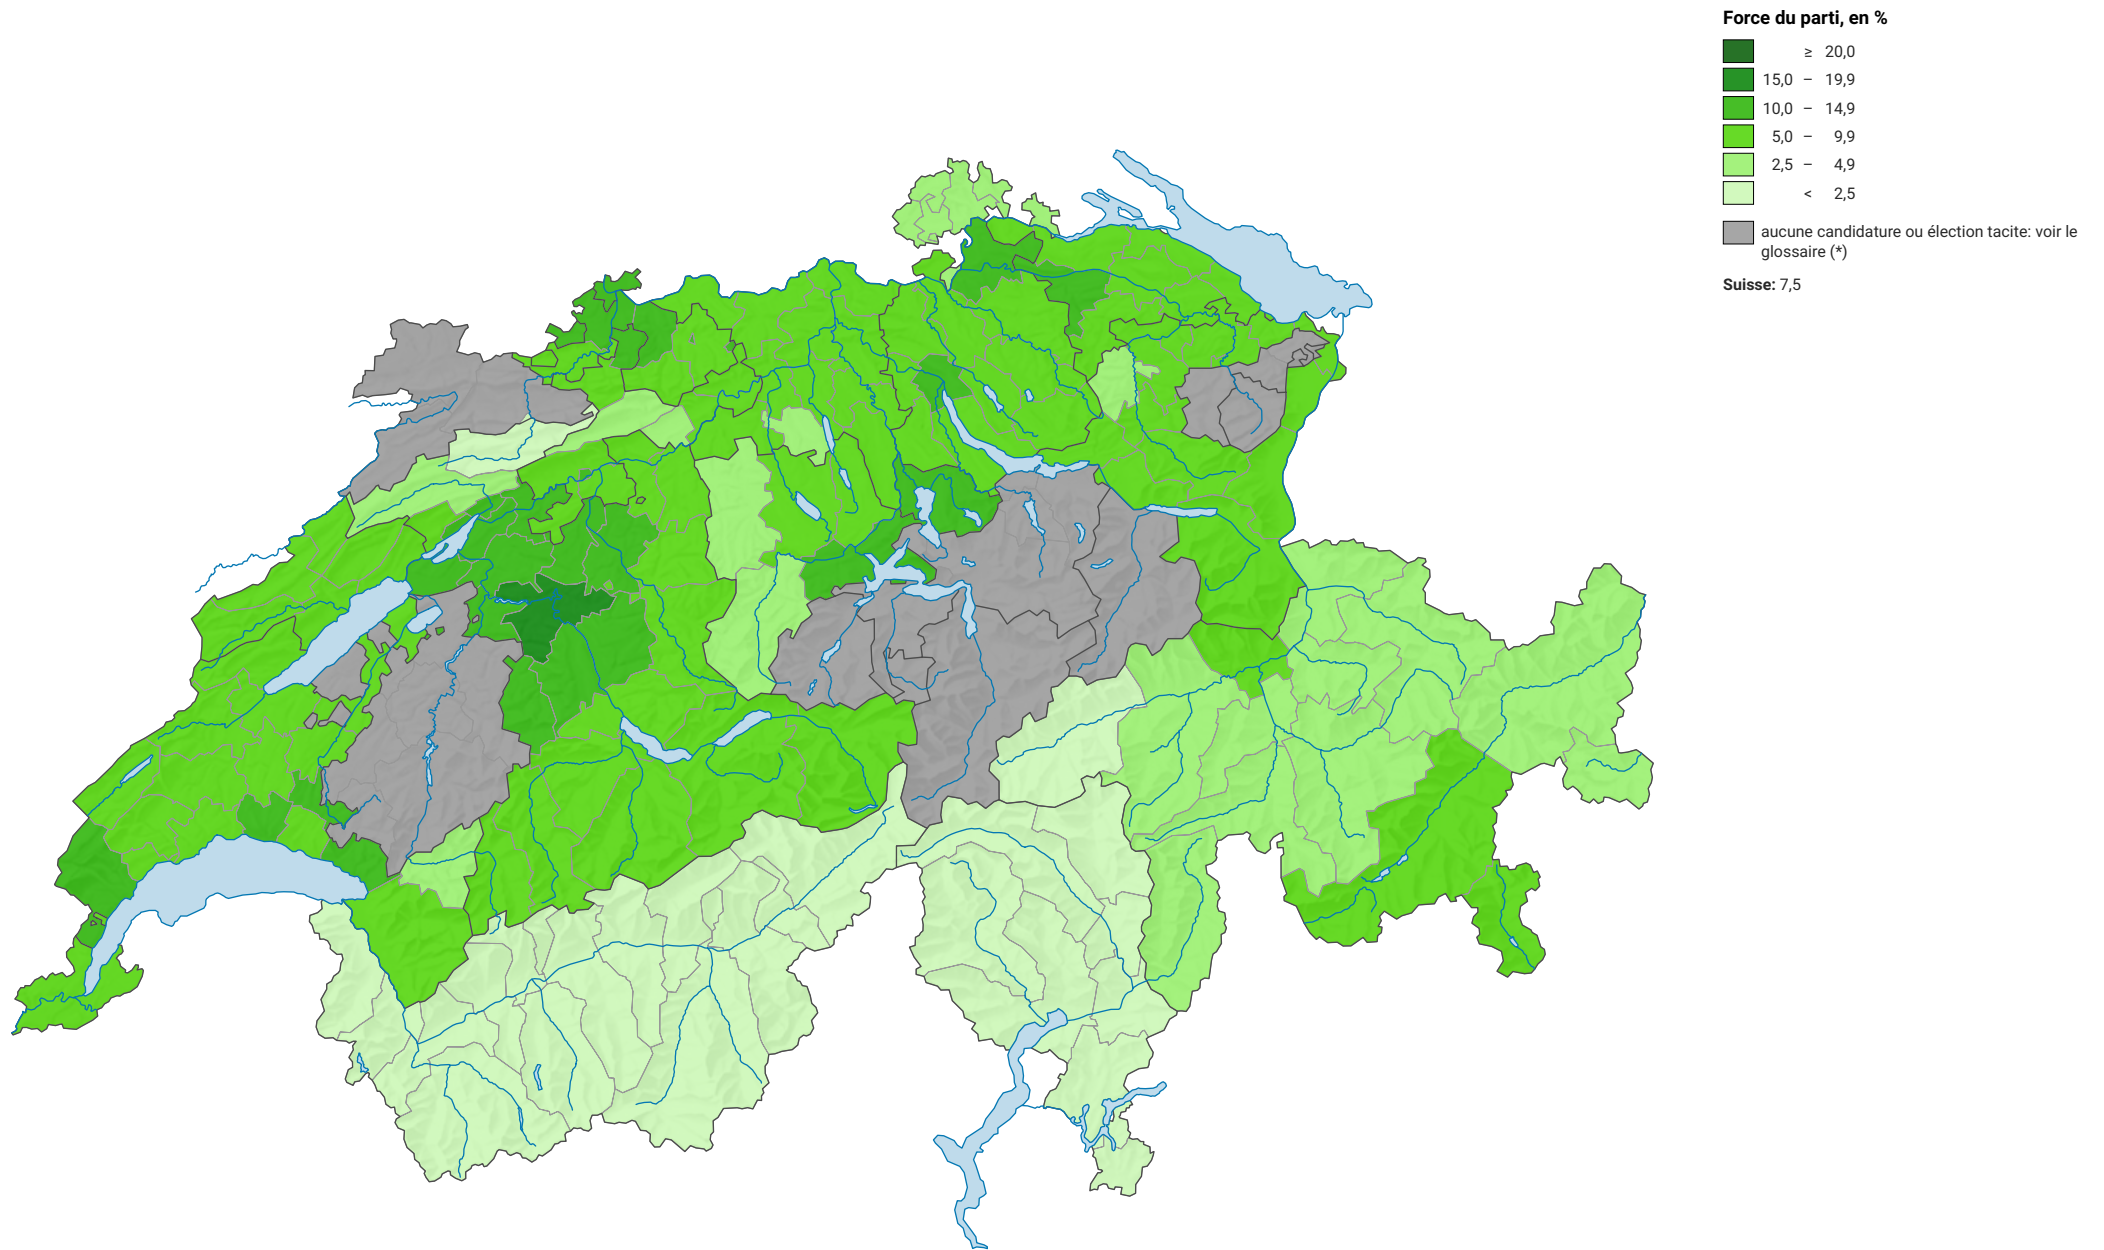 Force du parti, en %
≥ 20,0
15,0 – 19,9
10,0 – 14,9
5,0 – 9,9
2,5 – 4,9
< 2,5
aucune candidature ou élection tacite: voir le
glossaire (*)
Suisse: 7,5